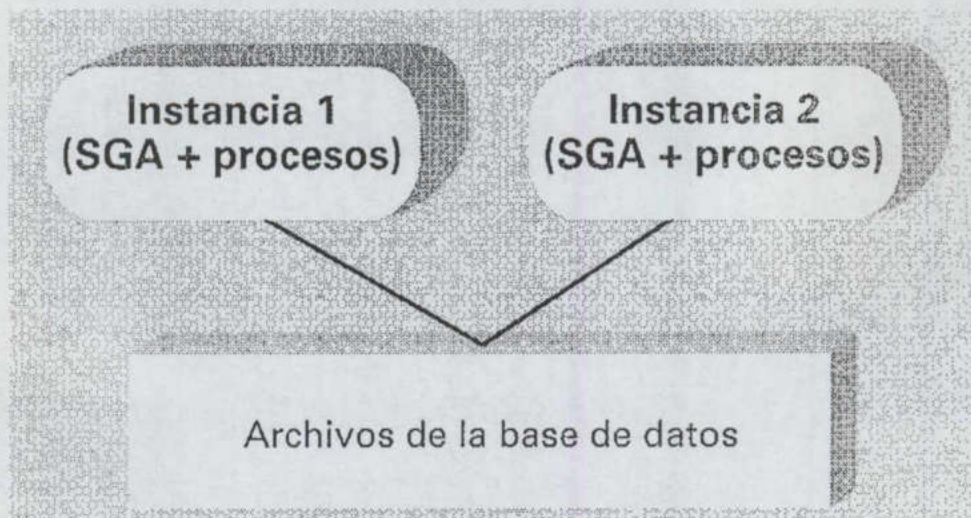 Instancia 1
(SGA + procesos)
Instancia 2
(SGA + procesos)
Archivos de la base de datos